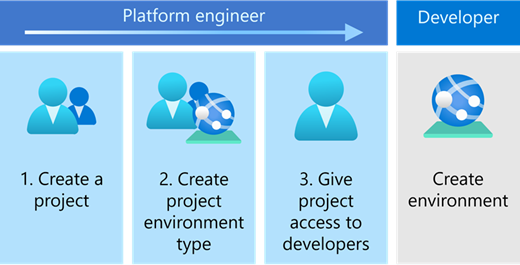 Platform engineer
Developer
1. Create a
project
2. Create
project
environment
type
3. Give
project
access to
developers
Create
environment